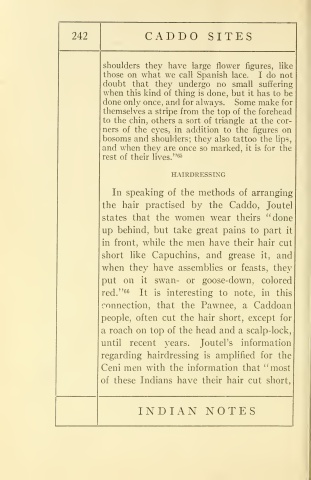 242
CADDO SITES
shoulders they have large flower figures, like
those on what we call Spanish lace. I do not
doubt that they undergo no small suffering
when this kind of thing is done, but it has to be
done only once, and for always. Some make for
themselves a stripe from the top of the forehead
to the chin, others a sort of triangle at the cor-
ners of the eyes, in addition to the figures on
bosoms and shoulders; they also tattoo the lips,
and when they are once so marked, it is for the
rest of their lives."
HAIRDRESSING
In speaking of the methods of arranging
the hair practised by the Caddo, Joutel
states that the women wear theirs "done
up behind, but take great pains to part it
in front, while the men have their hair cut
short like Capuchins, and grease it, and
when they have assemblies or feasts, they
put on it swan- or goose-down, colored
red." It is interesting to note, in this
connection, that the Pawnee, a Caddoan
people, often cut the hair short, except for
a roach on top of the head and a scalp-lock,
until recent years. Joutel's information
regarding hairdressing is amplified for the
Ceni men with the information that "most
of these Indians have their hair cut short,
INDIAN NOTES